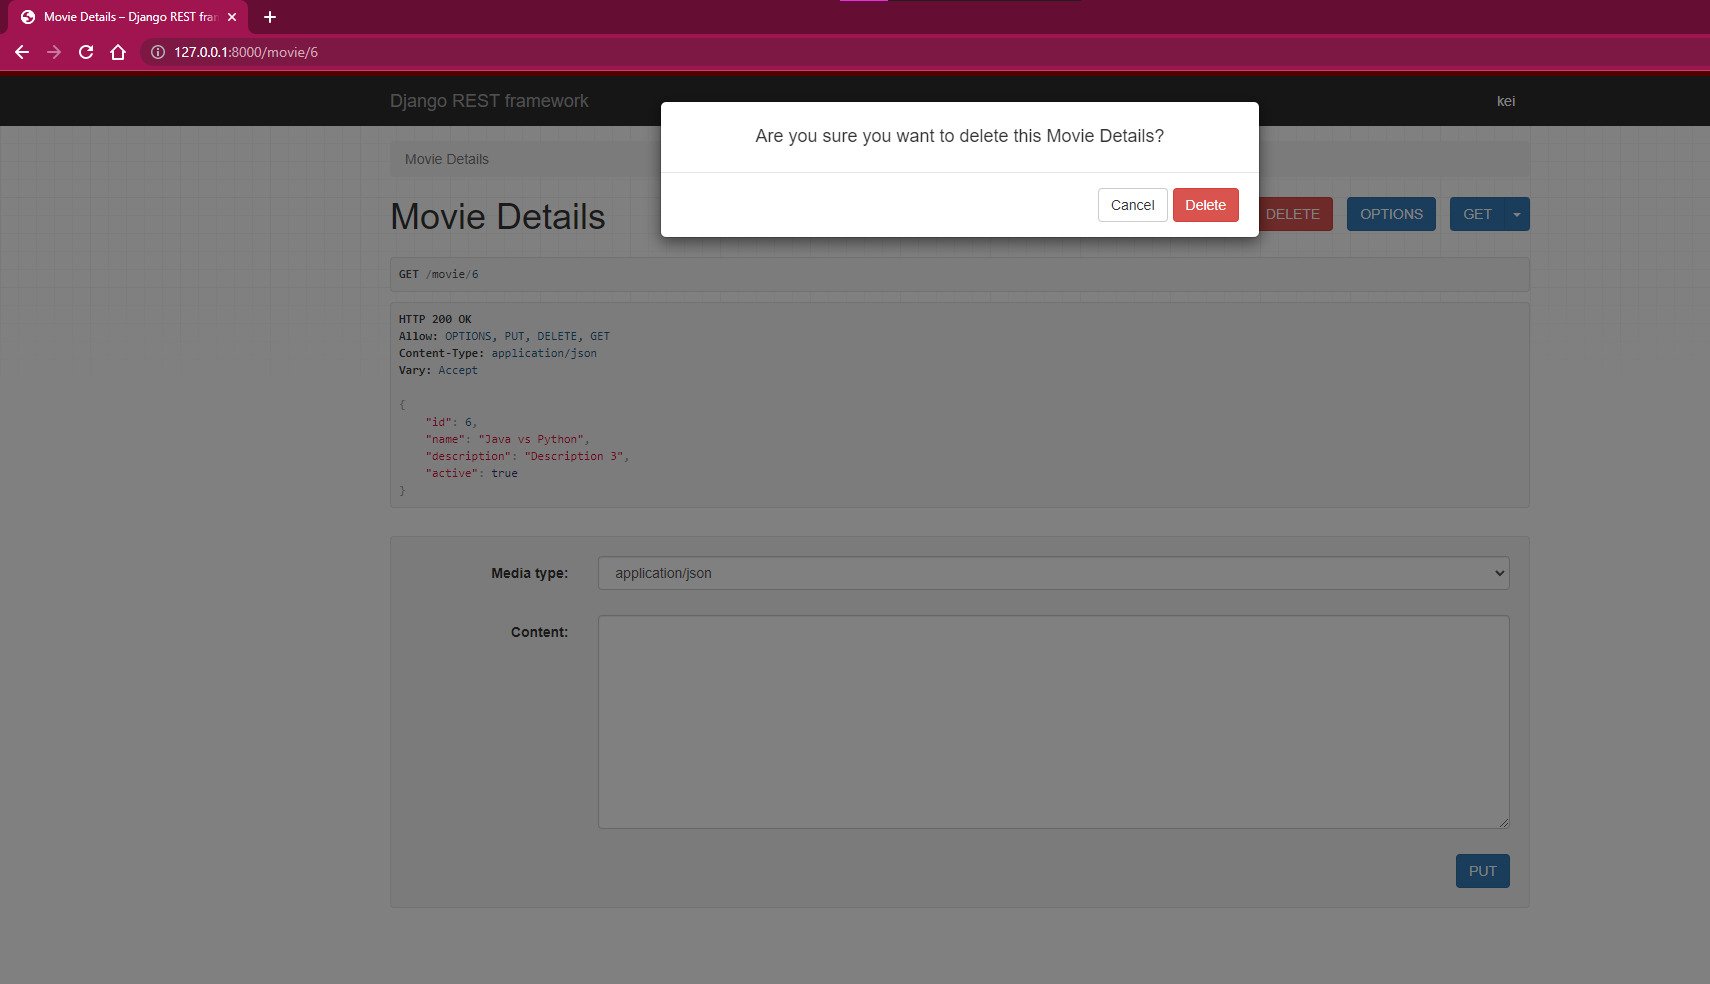 Movie Details – Django REST fran
127.0.0.1:8000/movie/6
Django REST framework
kei
Are you sure you want to delete this Movie Details?
Cancel
Delete
Movie Details
Movie Details
DELETE
OPTIONS
GET
GET /movie/6
HTTP 200 OK
Allow: OPTIONS, PUT, DELETE, GET
Content-Type: application/json
Vary: Accept
{
"id": 6,
"name": "Java vs Python",
"description": "Description 3",
"active": true
}
Media type:
application/json
Content:
PUT